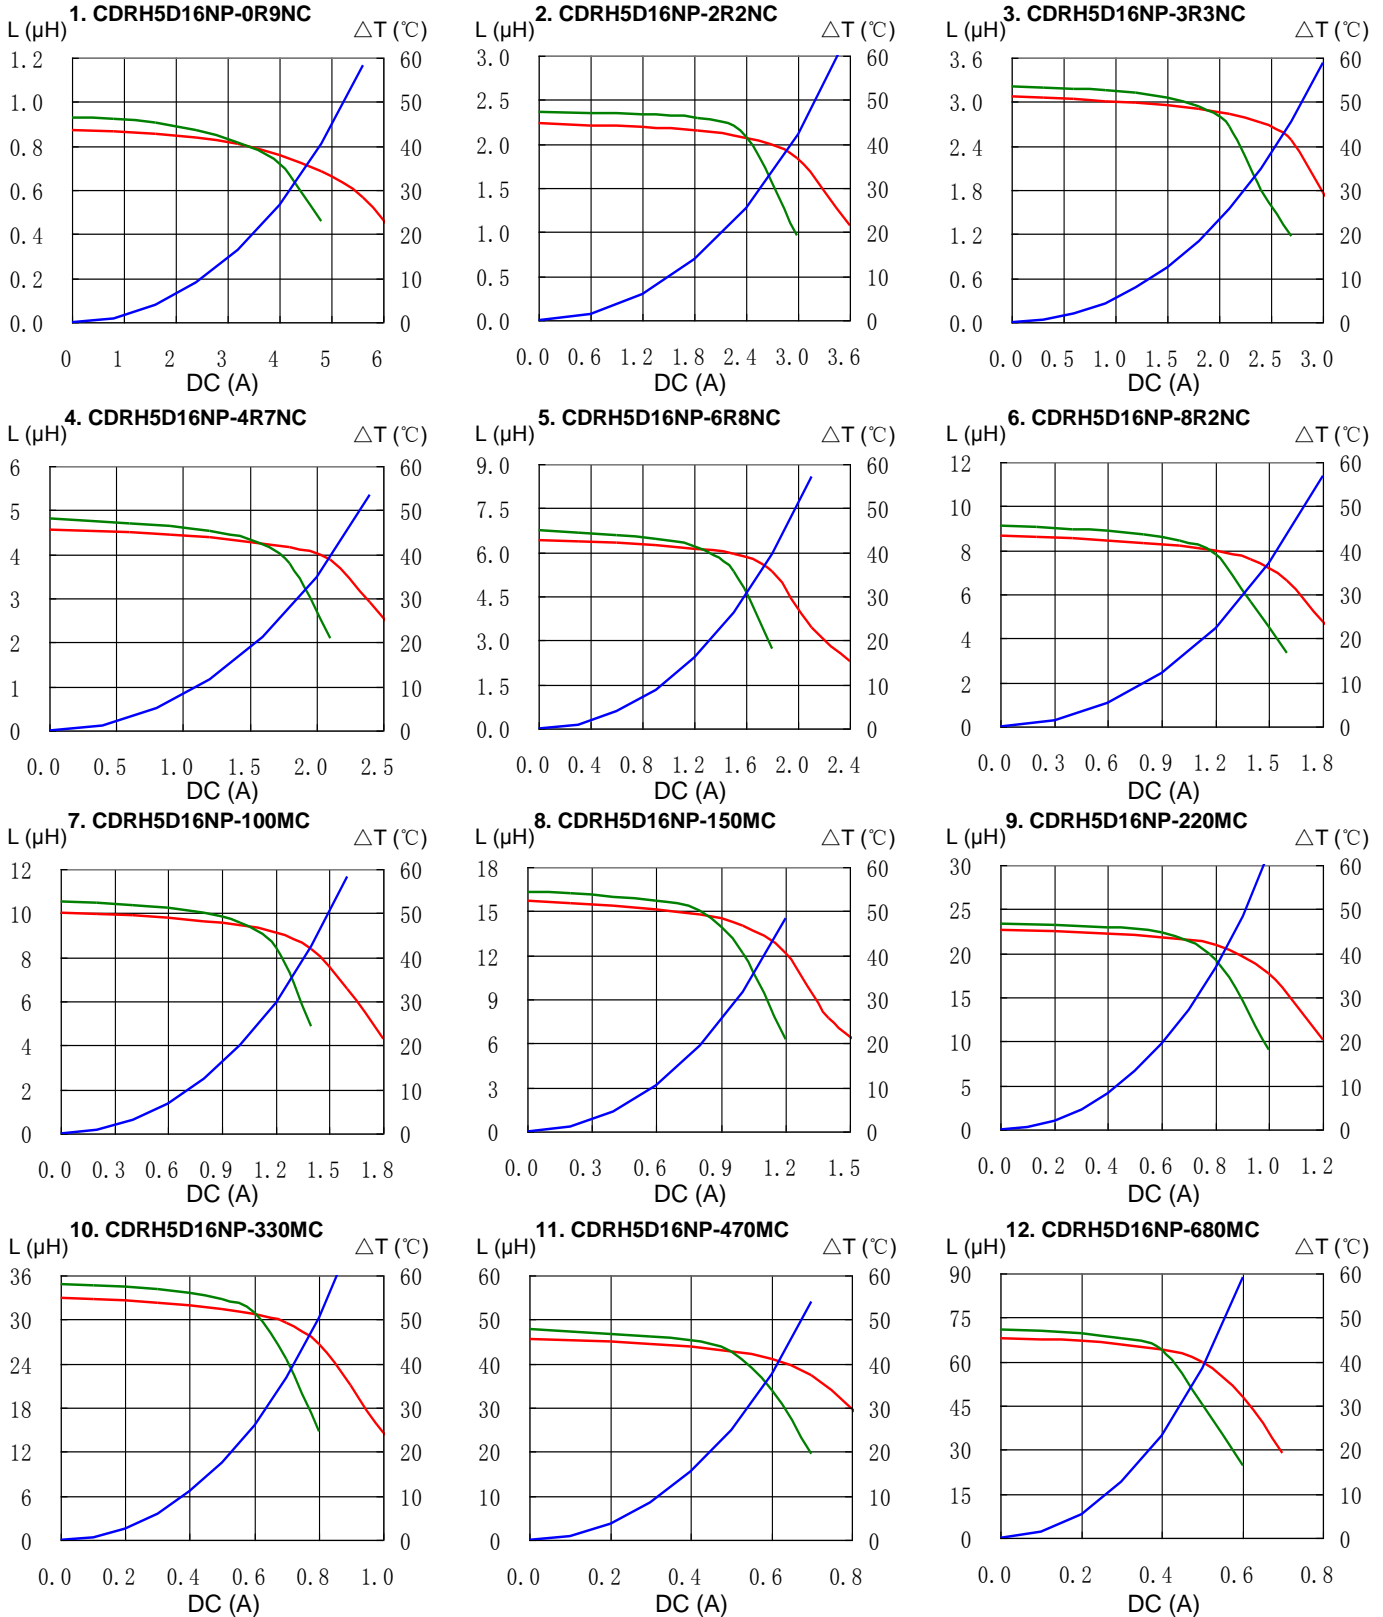 1. CDRH5D16NP-0R9NC
L (μH) △T (℃)
1.2 60
1.0 50
0.8 40
0.6 30
0.4 20
0.2 10
0.0 0
0 1 2 3 4 5 6
DC (A)
2. CDRH5D16NP-2R2NC
L (μH) △T (℃)
3.0 60
2.5 50
2.0 40
1.5 30
1.0 20
0.5 10
0.0 0
0.0 0.6 1.2 1.8 2.4 3.0 3.6
DC (A)
3. CDRH5D16NP-3R3NC
L (μH) △T (℃)
3.6 60
3.0 50
2.4 40
1.8 30
1.2 20
0.6 10
0.0 0
0.0 0.5 1.0 1.5 2.0 2.5 3.0
DC (A)
4. CDRH5D16NP-4R7NC
L (μH) △T (℃)
6 60
5 50
4 40
3 30
2 20
1 10
0 0
0.0 0.5 1.0 1.5 2.0 2.5
DC (A)
5. CDRH5D16NP-6R8NC
L (μH) △T (℃)
9.0 60
7.5 50
6.0 40
4.5 30
3.0 20
1.5 10
0.0 0
0.0 0.4 0.8 1.2 1.6 2.0 2.4
DC (A)
6. CDRH5D16NP-8R2NC
L (μH) △T (℃)
12 60
10 50
8 40
6 30
4 20
2 10
0 0
0.0 0.3 0.6 0.9 1.2 1.5 1.8
DC (A)
7. CDRH5D16NP-100MC
L (μH) △T (℃)
12 60
10 50
8 40
6 30
4 20
2 10
0 0
0.0 0.3 0.6 0.9 1.2 1.5 1.8
DC (A)
8. CDRH5D16NP-150MC
L (μH) △T (℃)
18 60
15 50
12 40
9 30
6 20
3 10
0 0
0.0 0.3 0.6 0.9 1.2 1.5
DC (A)
9. CDRH5D16NP-220MC
L (μH) △T (℃)
30 60
25 50
20 40
15 30
10 20
5 10
0 0
0.0 0.2 0.4 0.6 0.8 1.0 1.2
DC (A)
10. CDRH5D16NP-330MC
L (μH) △T (℃)
36 60
30 50
24 40
18 30
12 20
6 10
0 0
0.0 0.2 0.4 0.6 0.8 1.0
DC (A)
11. CDRH5D16NP-470MC
L (μH) △T (℃)
60 60
50 50
40 40
30 30
20 20
10 10
0 0
0.0 0.2 0.4 0.6 0.8
DC (A)
12. CDRH5D16NP-680MC
L (μH) △T (℃)
90 60
75 50
60 40
45 30
30 20
15 10
0 0
0.0 0.2 0.4 0.6 0.8
DC (A)